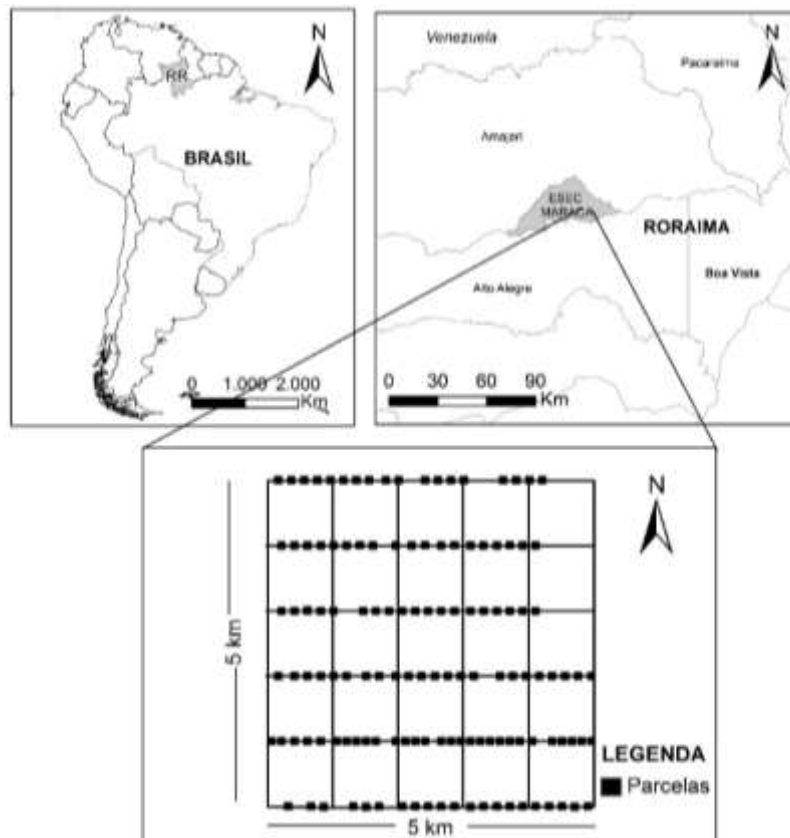 N
RR
BRASIL
0 1.000 2.000
Km
Venezuela
N
Pacaraima
Amajari
ESEC
MARACÁ
RORAIMA
Boa Vista
Alto Alegre
0 30 60 90
Km
N
5 km
LEGENDA
Parcelas
5 km